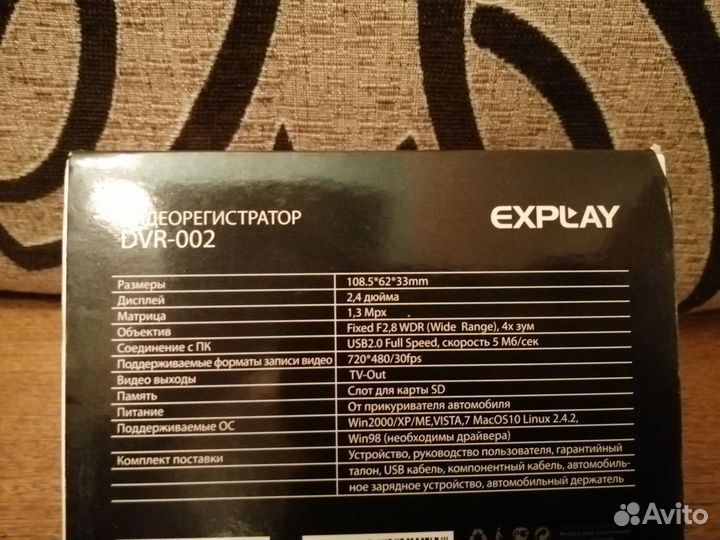 ВИДЕОРЕГИСТРАТОР
DVR-002
EXPLAY
Размеры 108.5*62*33mm
Дисплей 2,4 дюйма
Матрица 1,3 Mpx
Объектив Fixed F2,8 WDR (Wide Range), 4x зум
Соединение с ПК USB2.0 Full Speed, скорость 5 Мб/сек
Поддерживаемые форматы записи видео 720*480/30fps
Видео выходы TV-Out
Память Слот для карты SD
Питание От прикуривателя автомобиля
Поддерживаемые ОС Win2000/XP/ME,VISTA,7 MacOS10 Linux 2.4.2,
Win98 (необходимы драйвера)
Комплект поставки Устройство, руководство пользователя, гарантийный
талон, USB кабель, компонентный кабель, автомобиль-
ное зарядное устройство, автомобильный держатель
Avito